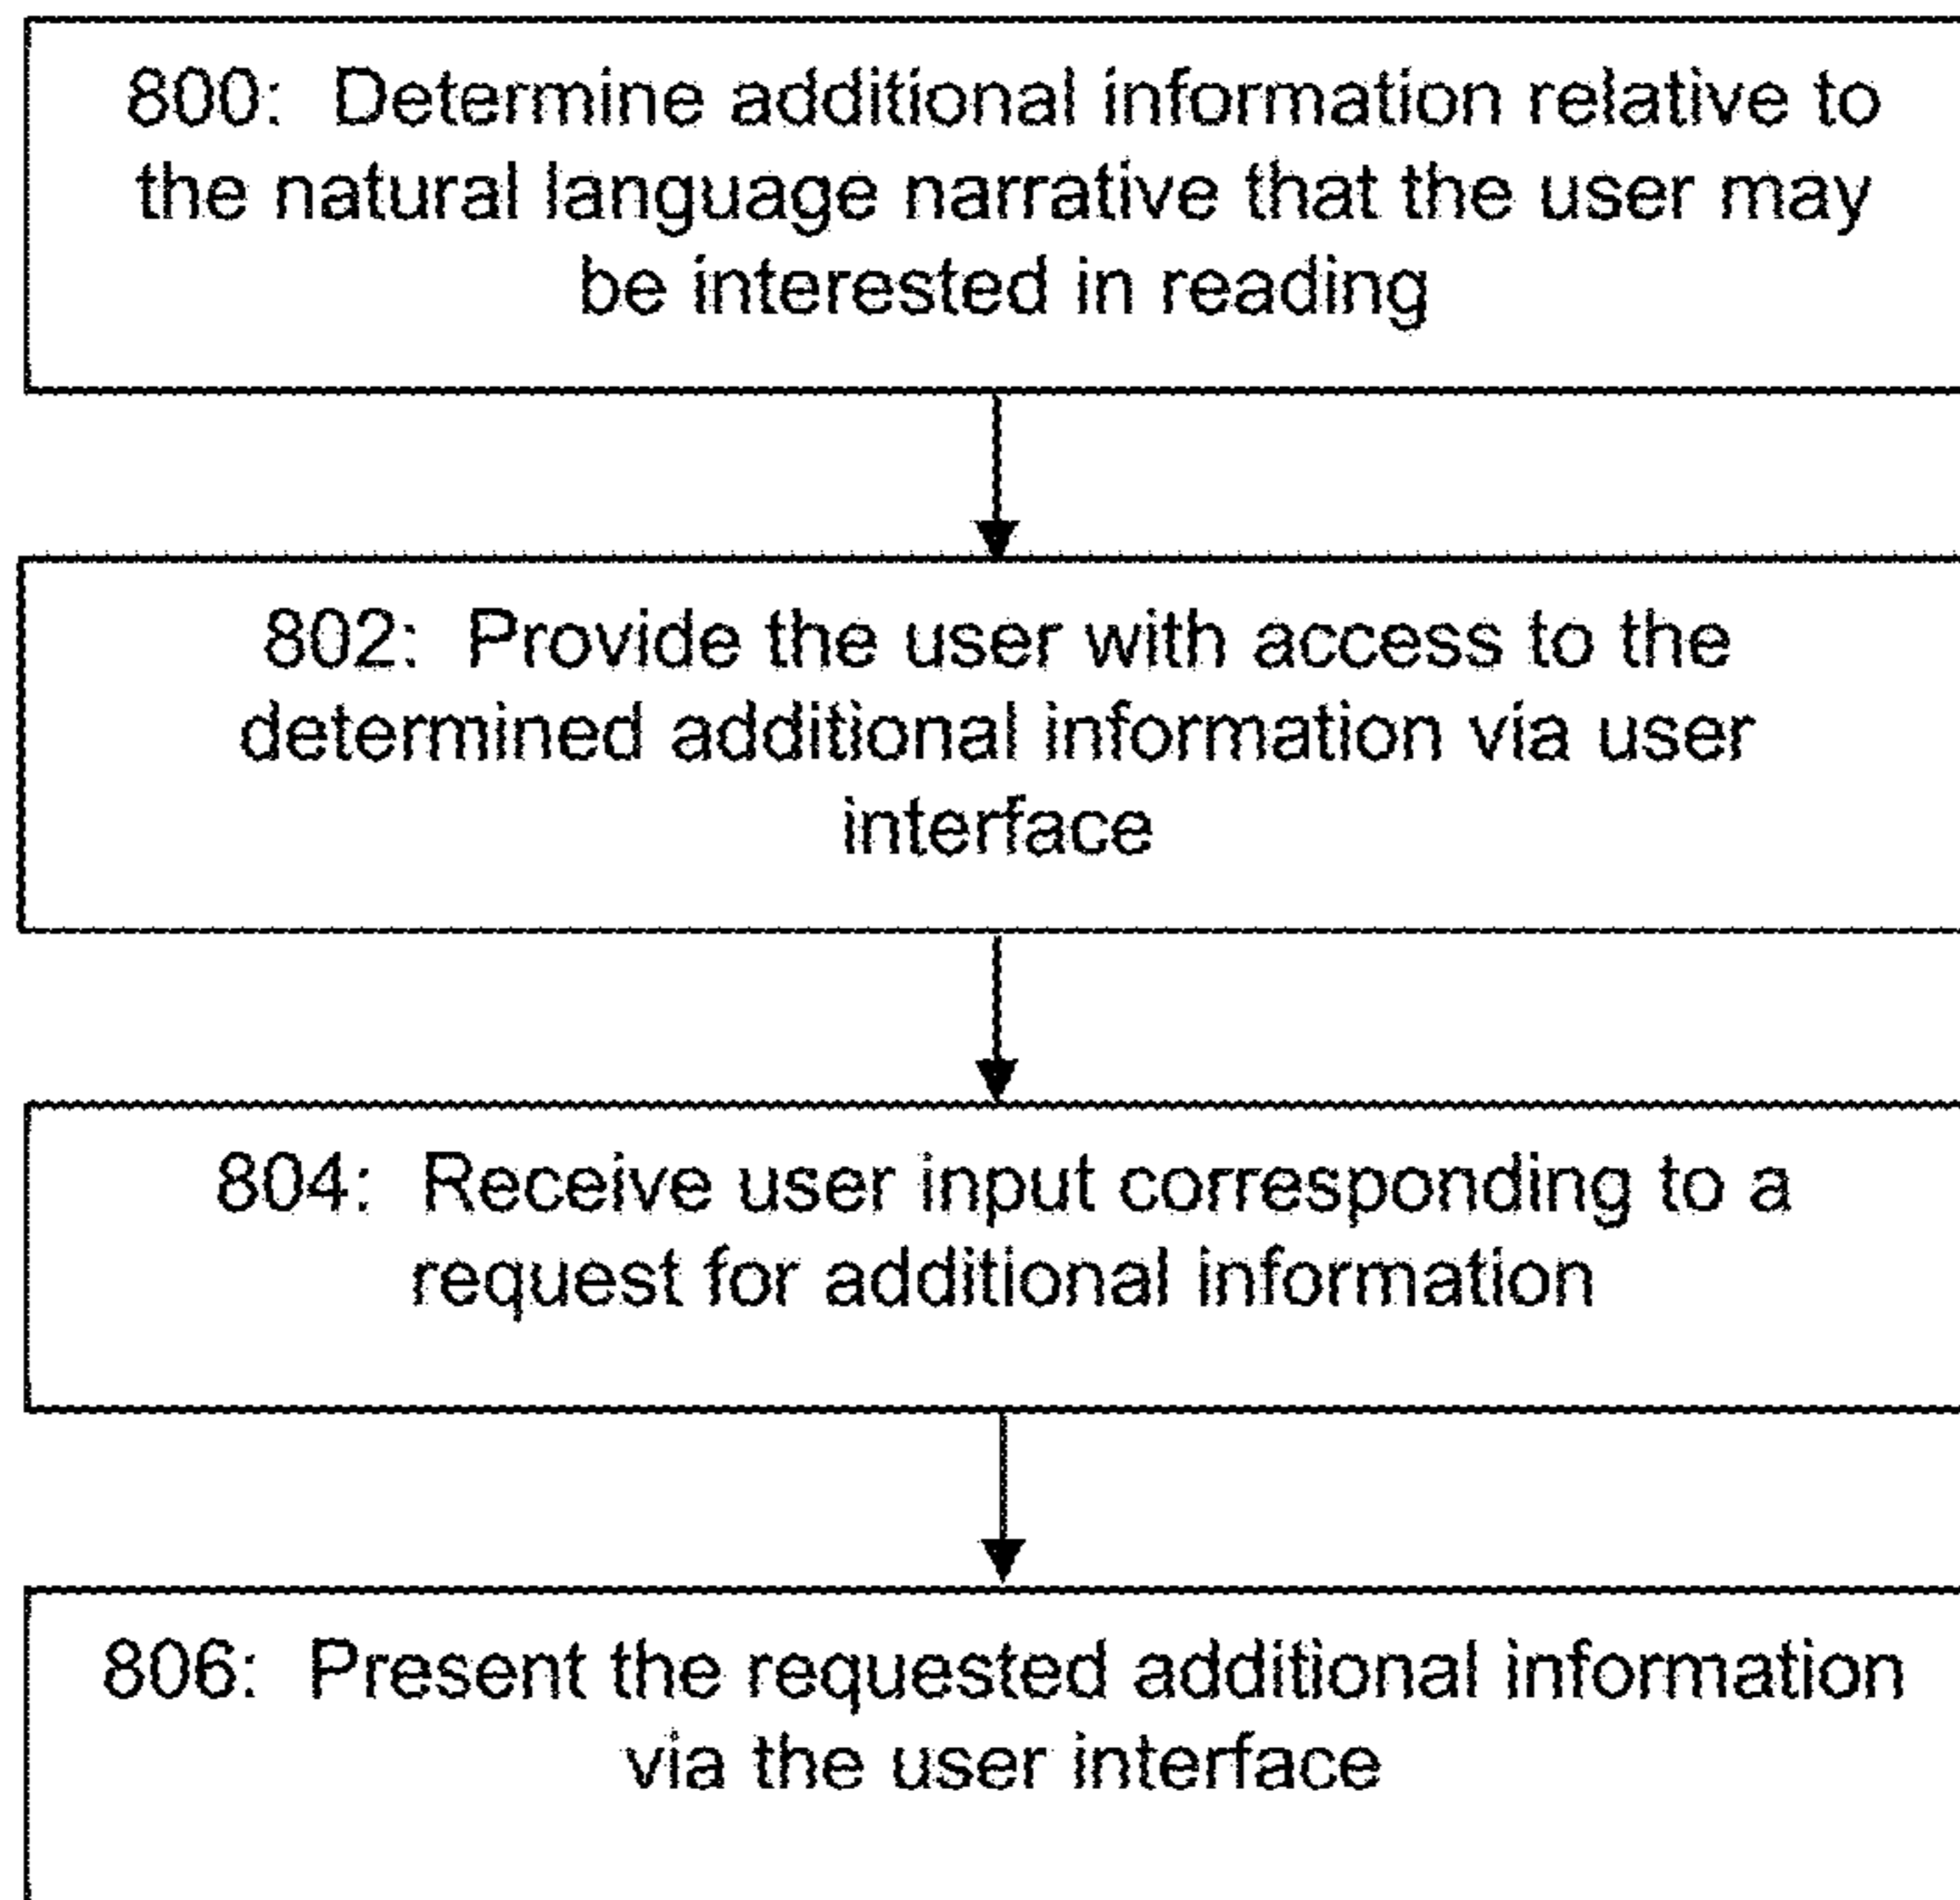 800: Determine additional information relative to
the natural language narrative that the user may
be interested in reading
802: Provide the user with access to the
determined additional information via user
interface
804: Receive user input corresponding to a
request for additional information
806: Present the requested additional information
via the user interface